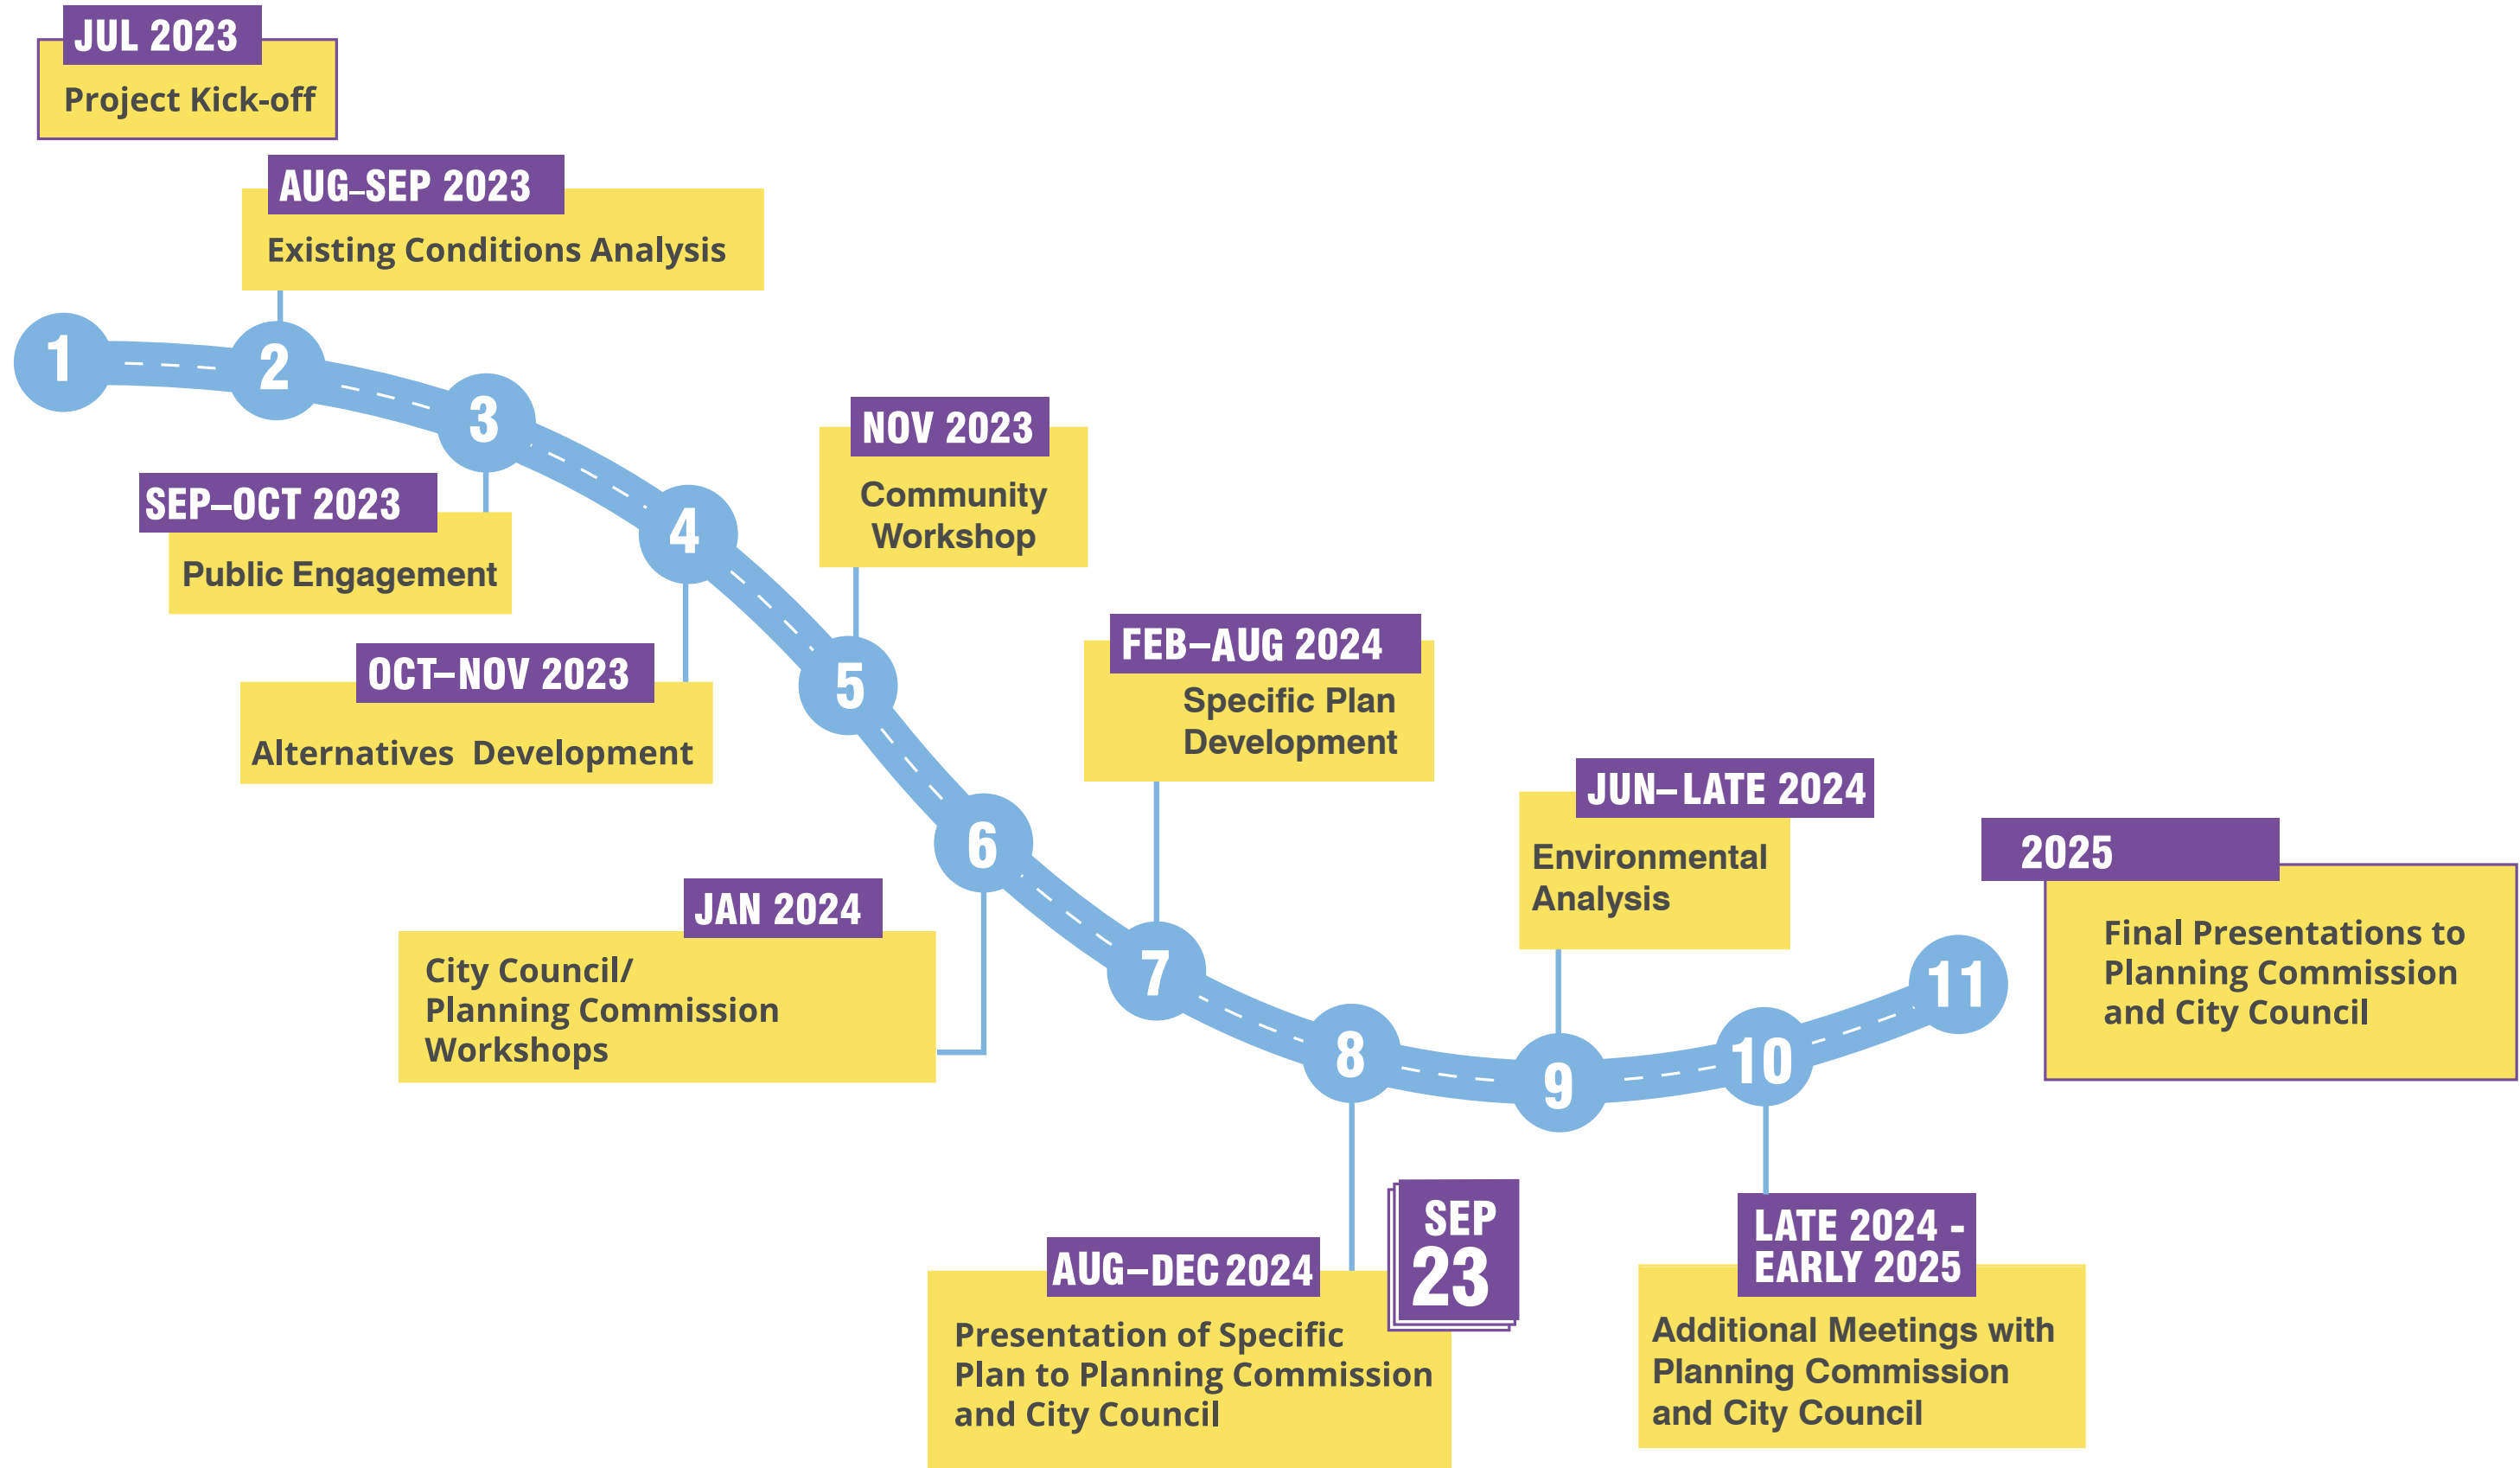 JUL 2023
Project Kick-off
AUG–SEP 2023
Existing Conditions Analysis
1
2
3
SEP–OCT 2023
Public Engagement
4
OCT–NOV 2023
Alternatives Development
NOV 2023
Community
Workshop
5
6
JAN 2024
City Council/
Planning Commission
Workshops
FEB–AUG 2024
Specific Plan
Development
7
8
AUG–DEC 2024
Presentation of Specific
Plan to Planning Commission
and City Council
SEP
23
JUN–LATE 2024
Environmental
Analysis
9
10
LATE 2024 -
EARLY 2025
Additional Meetings with
Planning Commission
and City Council
11
2025
Final Presentations to
Planning Commission
and City Council